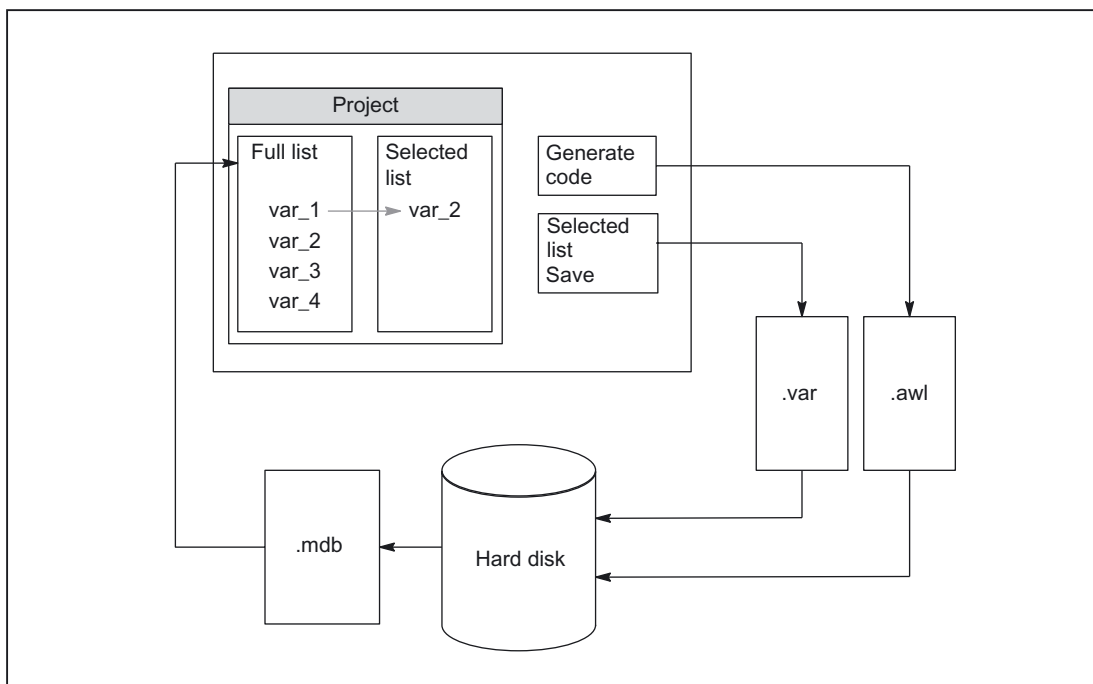 Project
Full list
var_1
var_2
var_3
var_4
Selected
list
var_2
Generate
code
Selected
list
Save
.var
.awl
.mdb
Hard disk